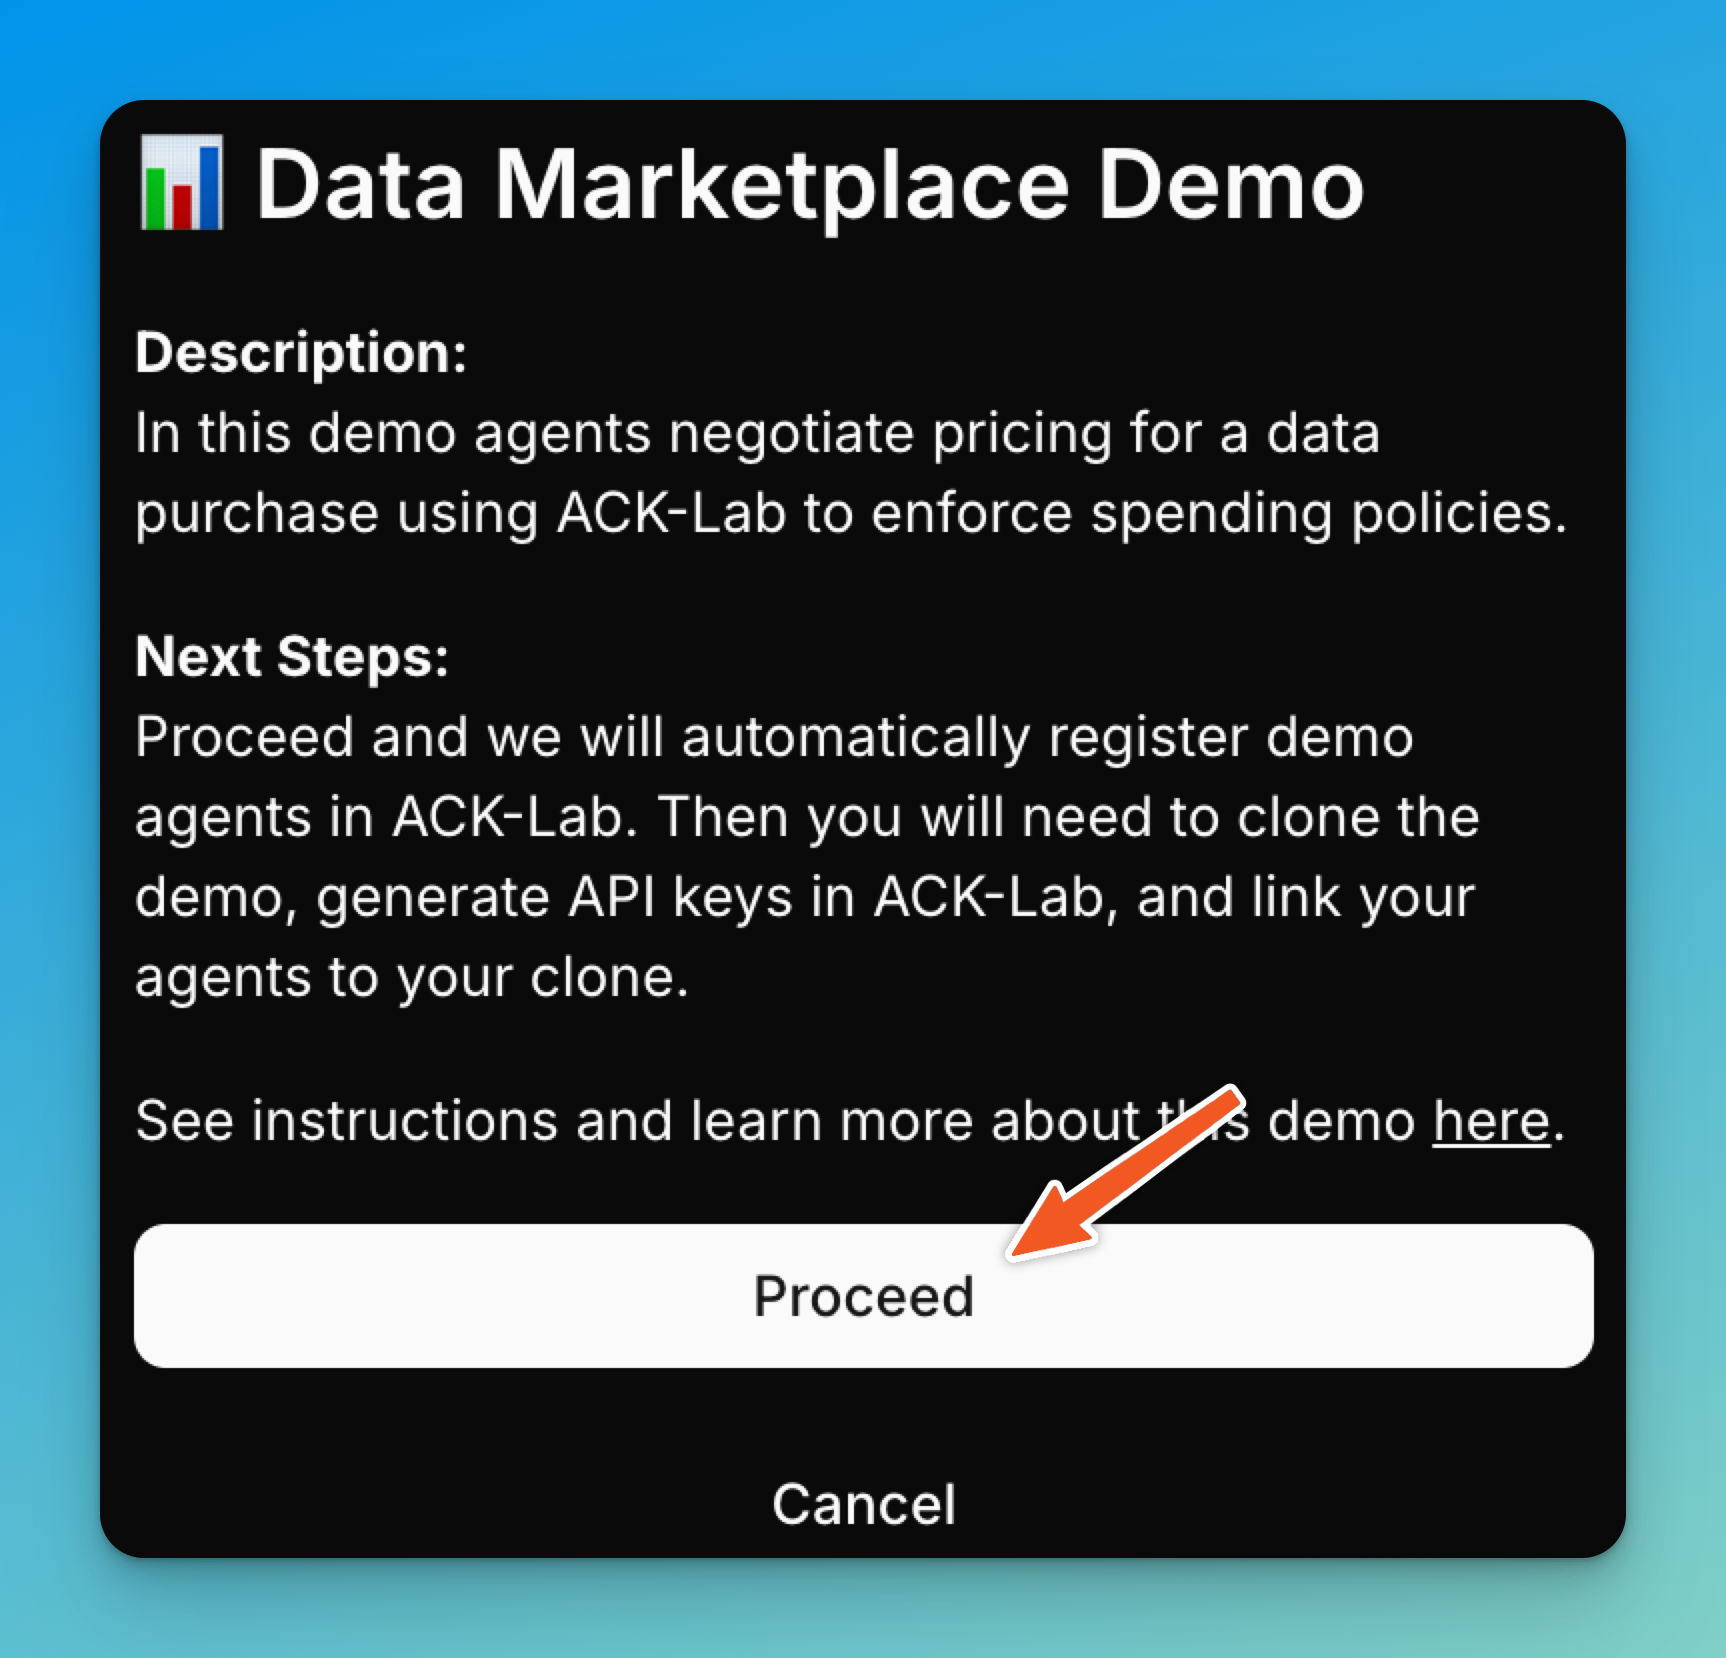 Data Marketplace Demo
Description:
In this demo agents negotiate pricing for a data
purchase using ACK-Lab to enforce spending policies.
Next Steps:
Proceed and we will automatically register demo
agents in ACK-Lab. Then you will need to clone the
demo, generate API keys in ACK-Lab, and link your
agents to your clone.
See instructions and learn more about this demo here.
Proceed
Cancel